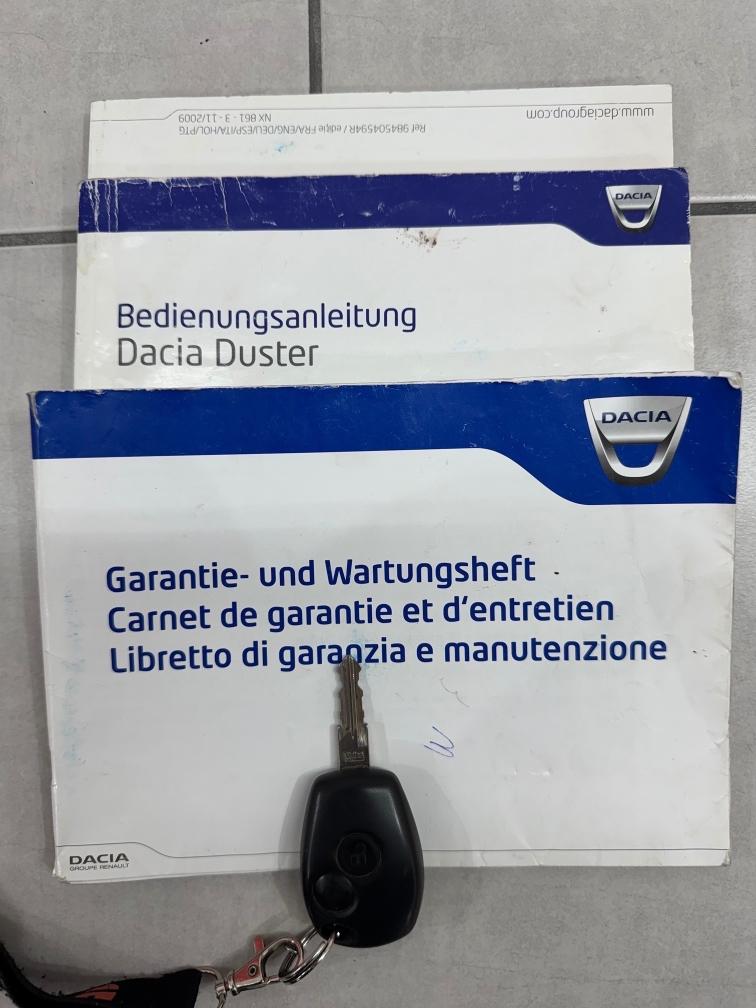 www.daciagroup.com
Ref 984504594R / édiție FRA/ENG/DEU/ESP/ITA/HOL/PTG
NX 861 - 3 - 11/2009
DACIA
Bedienungsanleitung
Dacia Duster
DACIA
Garantie- und Wartungsheft
Carnet de garantie et d'entretien
Libretto di garanzia e manutenzione
DACIA
GROUPE RENAULT